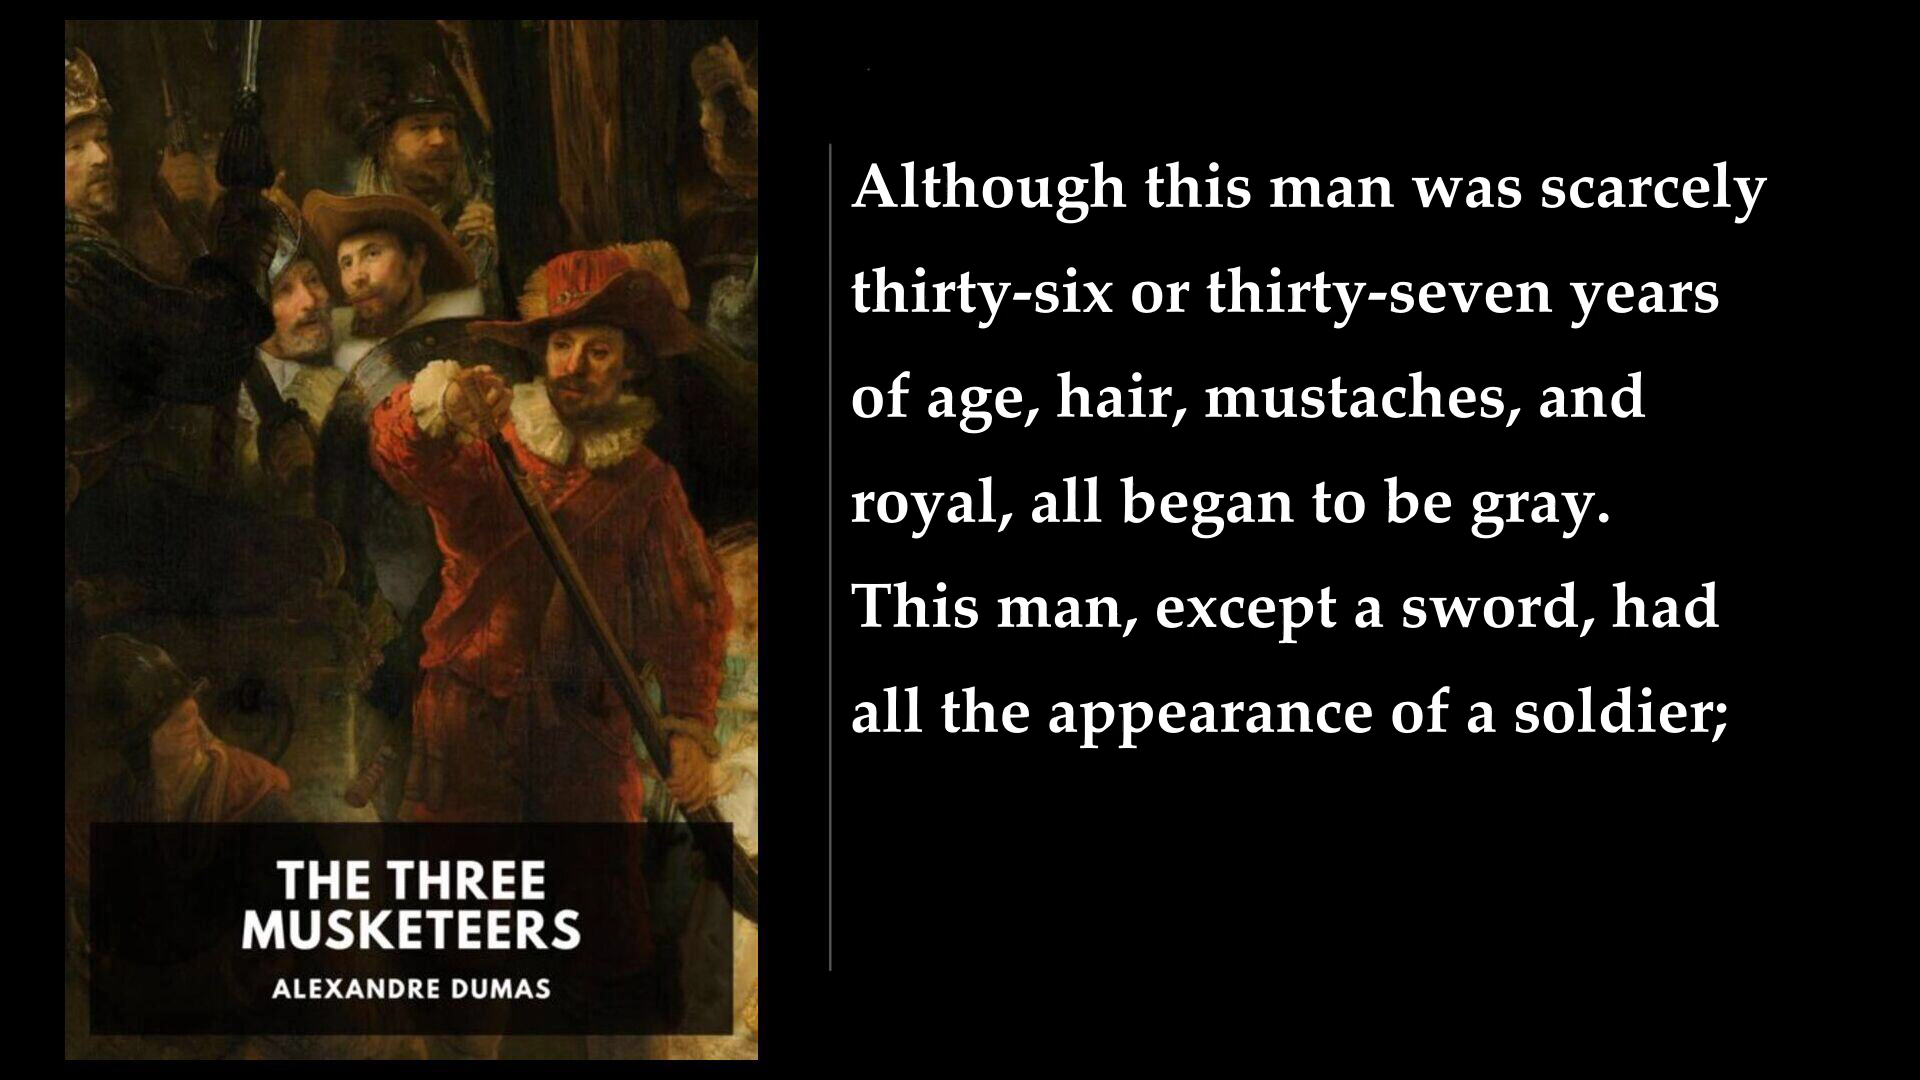 THE THREE
MUSKETEERS
ALEXANDRE DUMAS
Although this man was scarcely
thirty-six or thirty-seven years
of age, hair, mustaches, and
royal, all began to be gray.
This man, except a sword, had
all the appearance of a soldier;